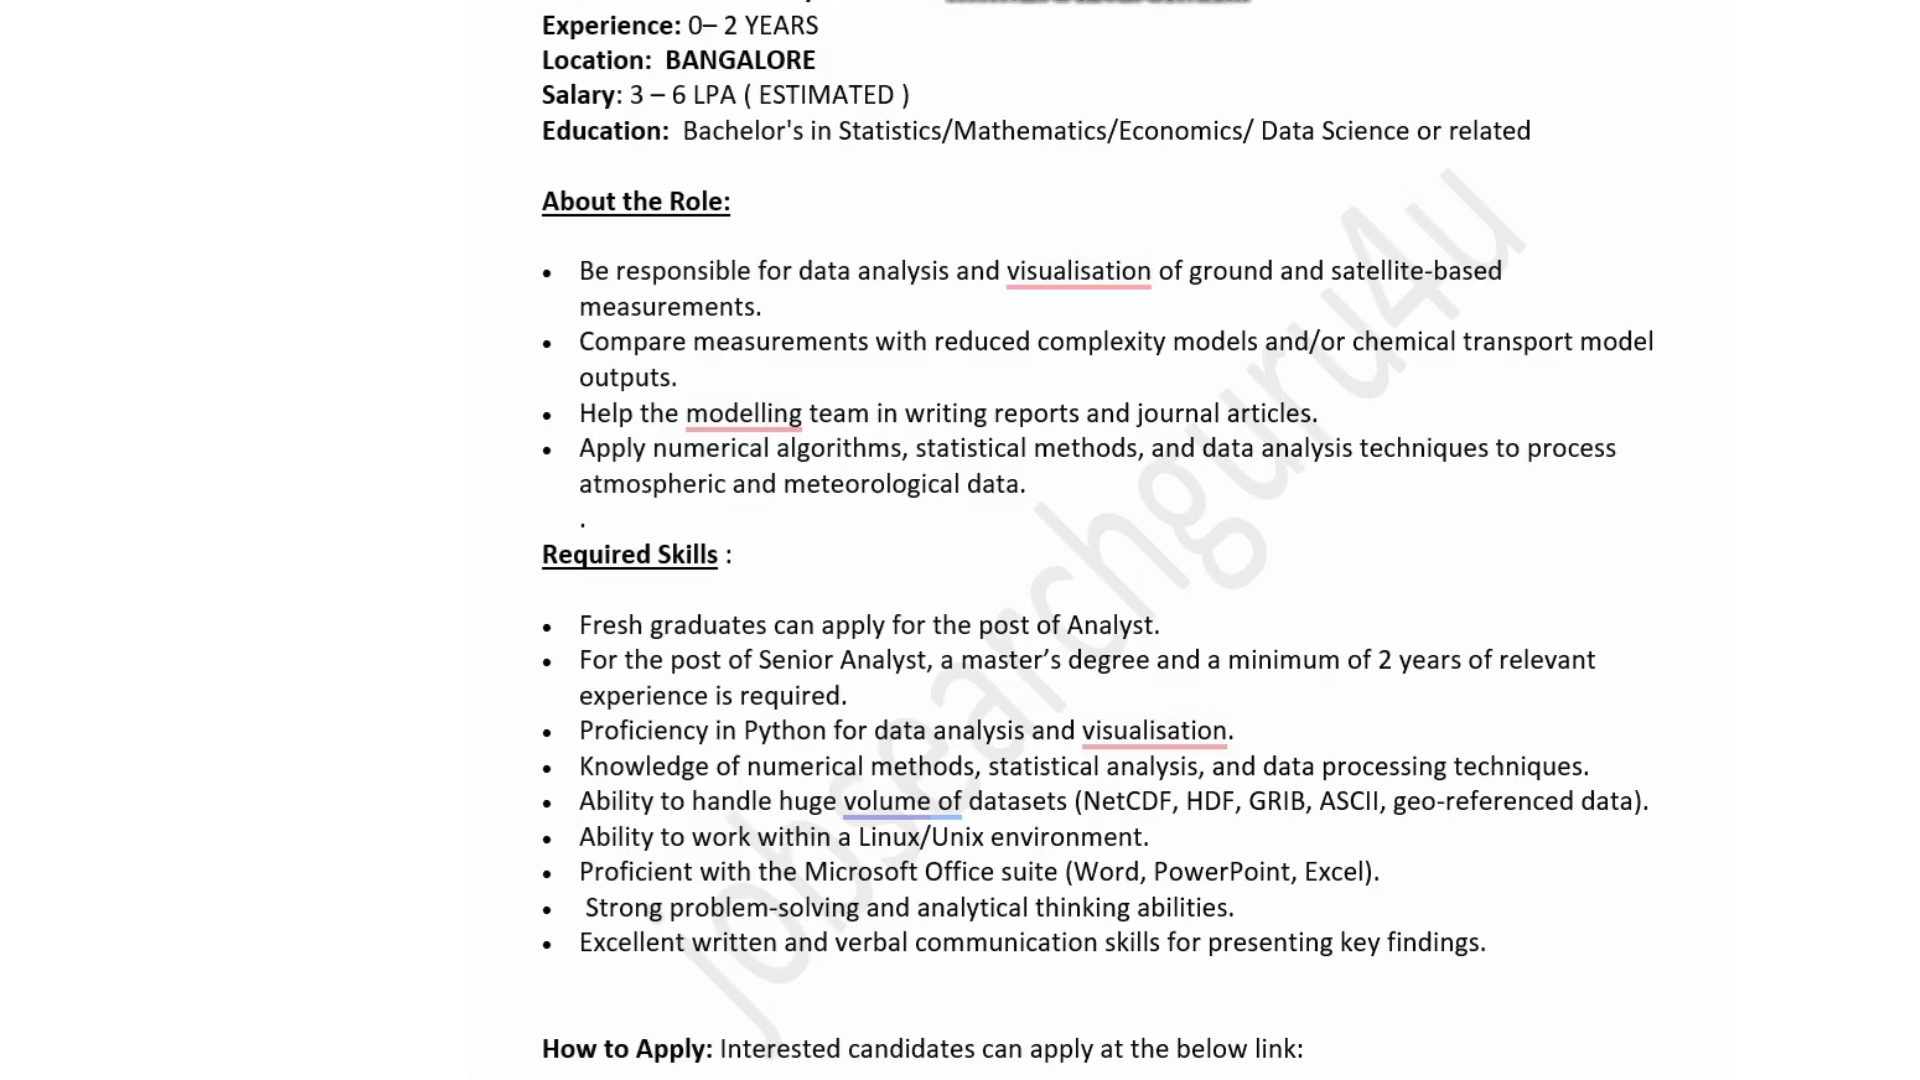 Experience: 0– 2 YEARS
Location: BANGALORE
Salary: 3 – 6 LPA ( ESTIMATED )
Education: Bachelor's in Statistics/Mathematics/Economics/ Data Science or related
About the Role:
• Be responsible for data analysis and visualisation of ground and satellite-based
measurements.
• Compare measurements with reduced complexity models and/or chemical transport model
outputs.
• Help the modelling team in writing reports and journal articles.
• Apply numerical algorithms, statistical methods, and data analysis techniques to process
atmospheric and meteorological data.
.
Required Skills :
• Fresh graduates can apply for the post of Analyst.
• For the post of Senior Analyst, a master’s degree and a minimum of 2 years of relevant
experience is required.
• Proficiency in Python for data analysis and visualisation.
• Knowledge of numerical methods, statistical analysis, and data processing techniques.
• Ability to handle huge volume of datasets (NetCDF, HDF, GRIB, ASCII, geo-referenced data).
• Ability to work within a Linux/Unix environment.
• Proficient with the Microsoft Office suite (Word, PowerPoint, Excel).
• Strong problem-solving and analytical thinking abilities.
• Excellent written and verbal communication skills for presenting key findings.
How to Apply: Interested candidates can apply at the below link:
jobsearchguru4u